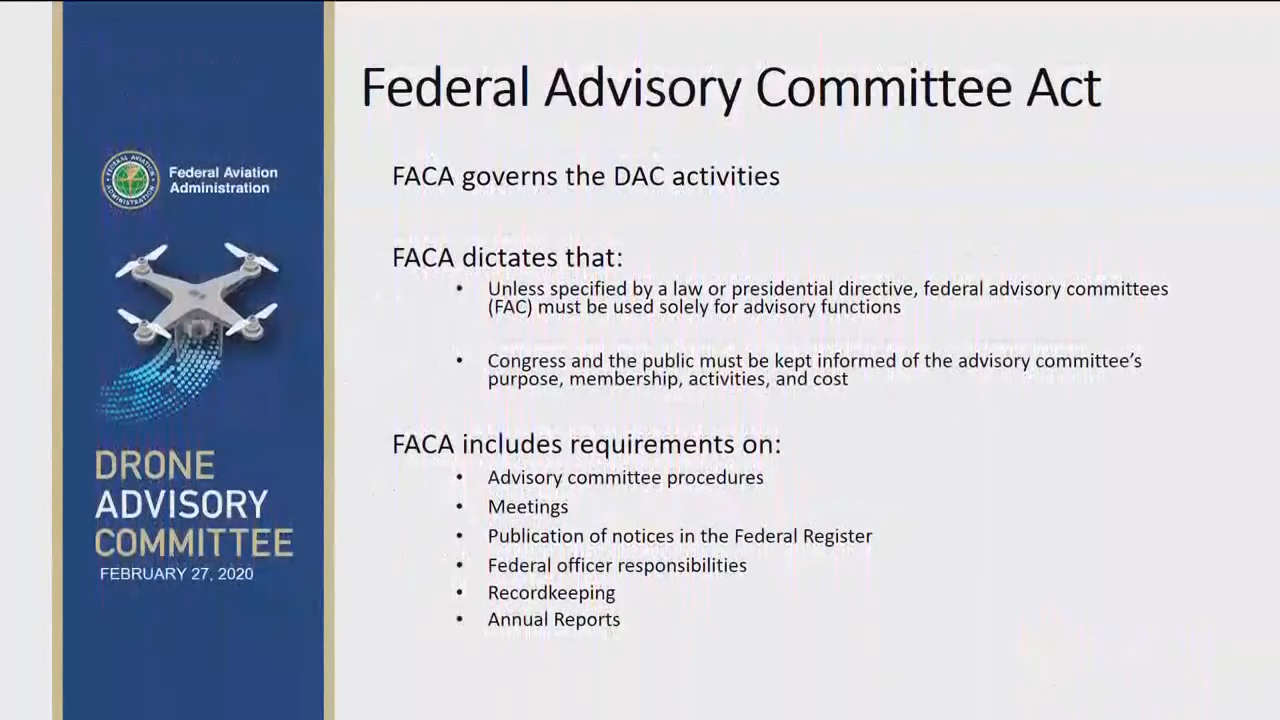 Federal Aviation
Administration
DRONE
ADVISORY
COMMITTEE
FEBRUARY 27, 2020
Federal Advisory Committee Act
FACA governs the DAC activities
FACA dictates that:
• Unless specified by a law or presidential directive, federal advisory committees
(FAC) must be used solely for advisory functions
• Congress and the public must be kept informed of the advisory committee’s
purpose, membership, activities, and cost
FACA includes requirements on:
• Advisory committee procedures
• Meetings
• Publication of notices in the Federal Register
• Federal officer responsibilities
• Recordkeeping
• Annual Reports